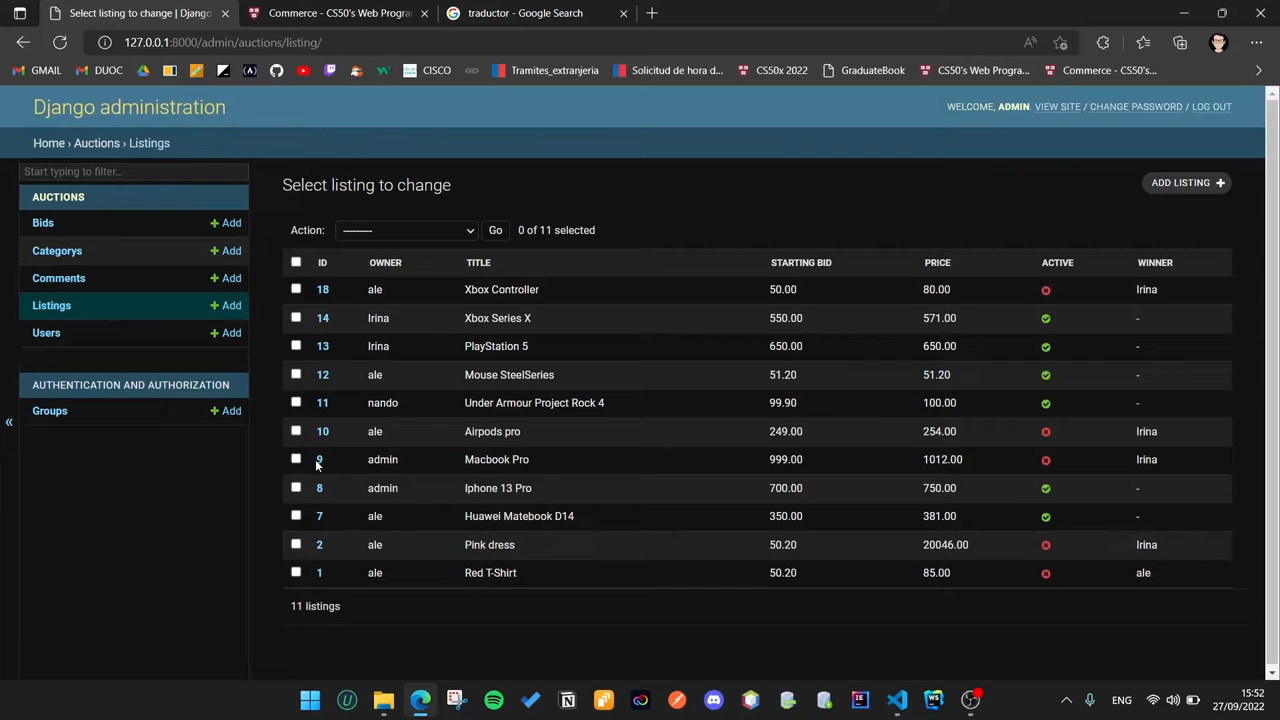 Select listing to change | Django
Commerce - CS50's Web Progra
traductor - Google Search
127.0.0.1:8000/admin/auctions/listing/
GMAIL
DUOC
CISCO
Tramites_extranjeria
Solicitud de hora d...
CS50x 2022
GraduateBook
CS50's Web Progra...
Commerce - CS50's...
Django administration
WELCOME, ADMIN. VIEW SITE / CHANGE PASSWORD / LOG OUT
Home › Auctions › Listings
Start typing to filter...
AUCTIONS
Bids + Add
Categorys + Add
Comments + Add
Listings + Add
Users + Add
AUTHENTICATION AND AUTHORIZATION
Groups + Add
«
Select listing to change
ADD LISTING +
Action: --------- Go 0 of 11 selected
ID OWNER TITLE STARTING BID PRICE ACTIVE WINNER
18 ale Xbox Controller 50.00 80.00 Irina
14 Irina Xbox Series X 550.00 571.00 -
13 Irina PlayStation 5 650.00 650.00 -
12 ale Mouse SteelSeries 51.20 51.20 -
11 nando Under Armour Project Rock 4 99.90 100.00 -
10 ale Airpods pro 249.00 254.00 Irina
9 admin Macbook Pro 999.00 1012.00 Irina
8 admin Iphone 13 Pro 700.00 750.00 -
7 ale Huawei Matebook D14 350.00 381.00 -
2 ale Pink dress 50.20 20046.00 Irina
1 ale Red T-Shirt 50.20 85.00 ale
11 listings
ENG
15:52
27/09/2022